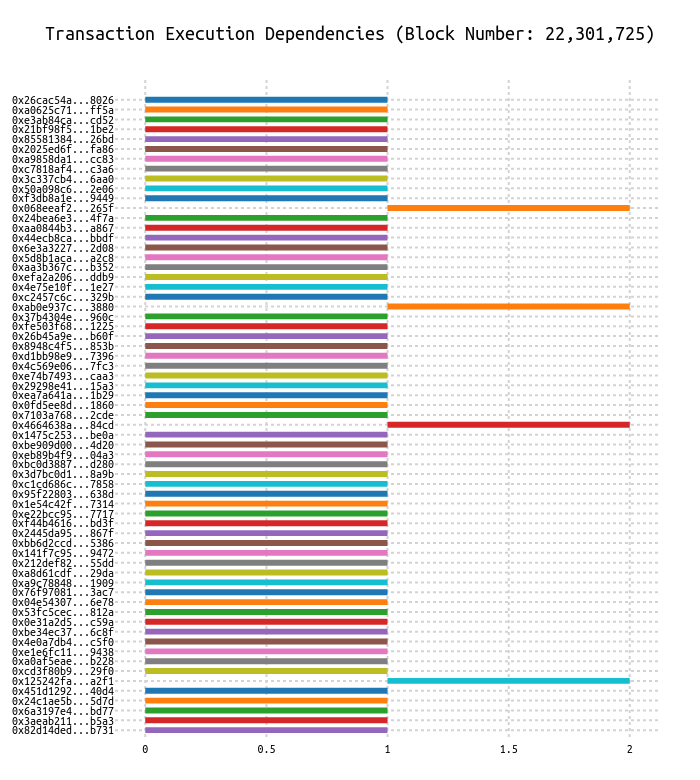 Transaction Execution Dependencies (Block Number: 22,301,725)
0x26cac54a...8026
0xa0625c71...ff5a
0xe3ab84ca...cd52
0x21bf98f5...1be2
0x85581384...26bd
0x2025ed6f...fa86
0xa9858da1...cc83
0xc7818af4...c3a6
0x3c337cb4...6aa0
0x50a098c6...2e06
0xf3db8a1e...9449
0x068eeaf2...265f
0x24bea6e3...4f7a
0xaa0844b3...a867
0x44ecb8ca...bbdf
0x6e3a3227...2d08
0x5d8b1aca...a2c8
0xaa3b367c...b352
0xefa2a206...ddb9
0x4e75e10f...1e27
0xc2457c6c...329b
0xab0e937c...3880
0x37b4304e...960c
0xfe503f68...1225
0x26b45a9e...b60f
0x8948c4f5...853b
0xd1bb98e9...7396
0x4c569e06...7fc3
0xe74b7493...caa3
0x29298e41...15a3
0xea7a641a...1b29
0x0fd5ee8d...1860
0x7103a768...2cde
0x4664638a...84cd
0x1475c253...be0a
0xbe909d00...4d20
0xeb89b4f9...04a3
0xbc0d3887...d280
0x3d7bc0d1...8a9b
0xc1cd686c...7858
0x95f22803...638d
0x1e54c42f...7314
0xe22bcc95...7717
0xf44b4616...bd3f
0x2445da95...867f
0xbb6d2ccd...5386
0x141f7c95...9472
0x212def82...55dd
0xa8d61cdf...29da
0xa9c78848...1909
0x76f97081...3ac7
0x04e54307...6e78
0x53fc5cec...812a
0x0e31a2d5...c59a
0xbe34ec37...6c8f
0x4e0a7db4...c5f0
0xe1e6fc11...9438
0xa0af5eae...b228
0xcd3f80b9...29f0
0x125242fa...a2f1
0x451d1292...40d4
0x24c1ae5b...5d7d
0x6a3197e4...bd77
0x3aeab211...b5a3
0x82d14ded...b731
0 0.5 1 1.5 2